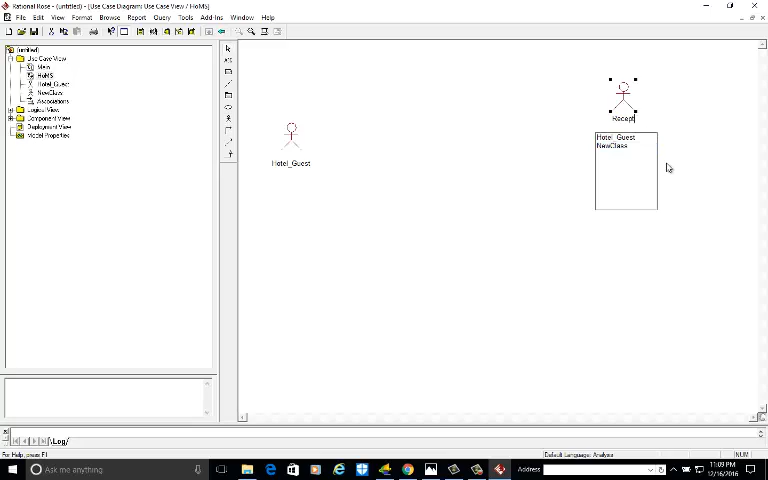 Rational Rose - (untitled) - [Use Case Diagram: Use Case View / HoMS]
File Edit View Format Browse Report Query Tools Add-Ins Window Help
(untitled)
Use Case View
Main
HoMS
Hotel_Guest
NewClass
Associations
Logical View
Component View
Deployment View
Model Properties
ABC
Hotel_Guest
Recept
Hotel_Guest
NewClass
Log
For Help, press F1
Default Language: Analysis
NUM
Ask me anything
Address
11:09 PM
12/16/2016